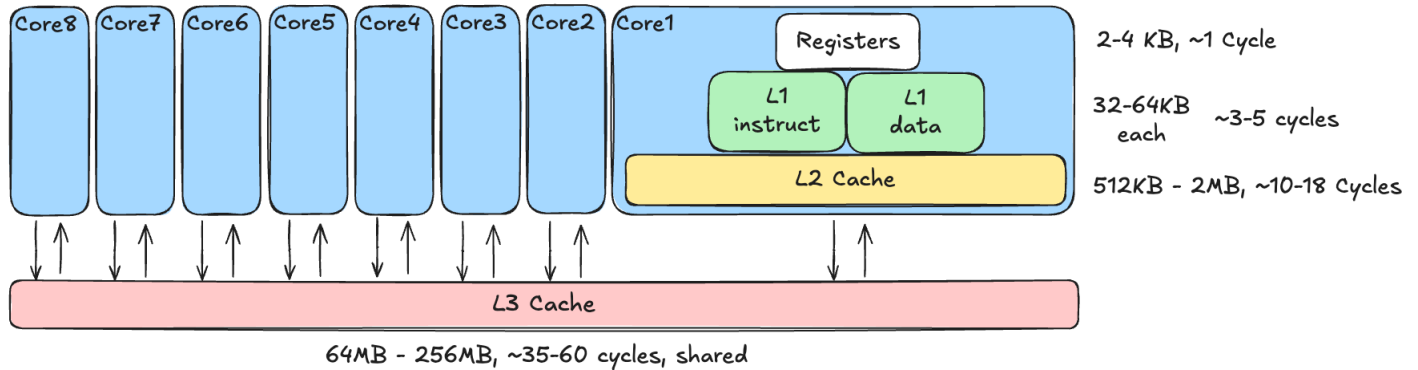 Core8
Core7
Core6
Core5
Core4
Core3
Core2
Core1
Registers
2-4 KB, ~1 Cycle
L1
instruct
L1
data
32-64KB
each
~3-5 cycles
L2 Cache
512KB - 2MB, ~10-18 Cycles
L3 Cache
64MB - 256MB, ~35-60 cycles, shared